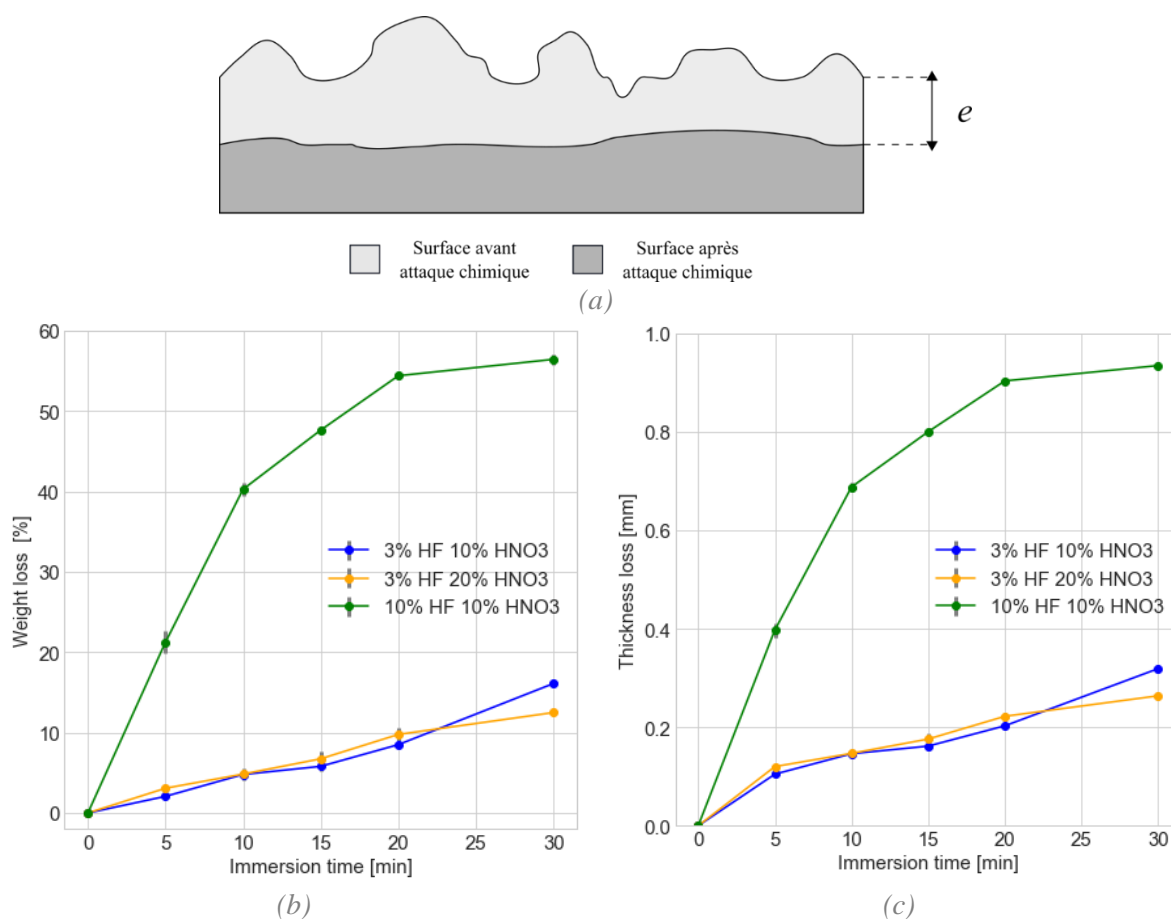 e
Surface avant
attaque chimique
Surface après
attaque chimique
(a)
60
50
40
30
20
10
0
Weight loss [%]
3% HF 10% HNO3
3% HF 20% HNO3
10% HF 10% HNO3
0 5 10 15 20 25 30
Immersion time [min]
(b)
1.0
0.8
0.6
0.4
0.2
0.0
Thickness loss [mm]
3% HF 10% HNO3
3% HF 20% HNO3
10% HF 10% HNO3
0 5 10 15 20 25 30
Immersion time [min]
(c)